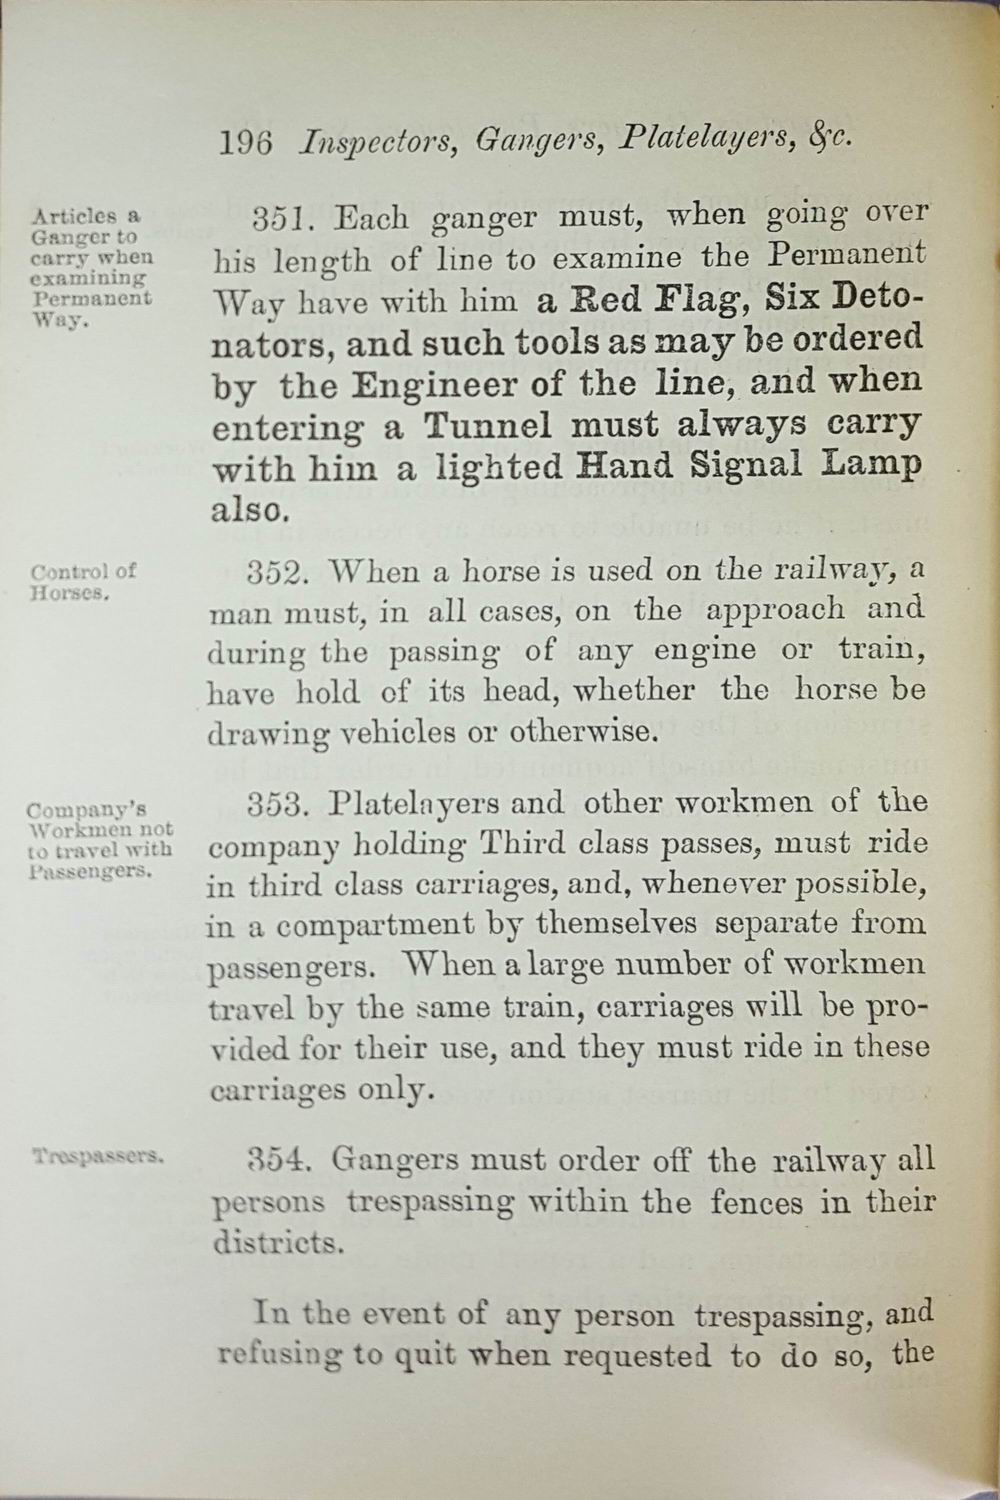 196 Inspectors, Gangers, Platelayers, &c.
Articles a
Ganger to
carry when
examining
Permanent
Way.
351. Each ganger must, when going over
his length of line to examine the Permanent
Way have with him a Red Flag, Six Deto-
nators, and such tools as may be ordered
by the Engineer of the line, and when
entering a Tunnel must always carry
with him a lighted Hand Signal Lamp
also.
Control of
Horses.
352. When a horse is used on the railway, a
man must, in all cases, on the approach and
during the passing of any engine or train,
have hold of its head, whether the horse be
drawing vehicles or otherwise.
Company's
Workmen not
to travel with
Passengers.
353. Platelayers and other workmen of the
company holding Third class passes, must ride
in third class carriages, and, whenever possible,
in a compartment by themselves separate from
passengers. When a large number of workmen
travel by the same train, carriages will be pro-
vided for their use, and they must ride in these
carriages only.
Trespassers.
354. Gangers must order off the railway all
persons trespassing within the fences in their
districts.
In the event of any person trespassing, and
refusing to quit when requested to do so, the